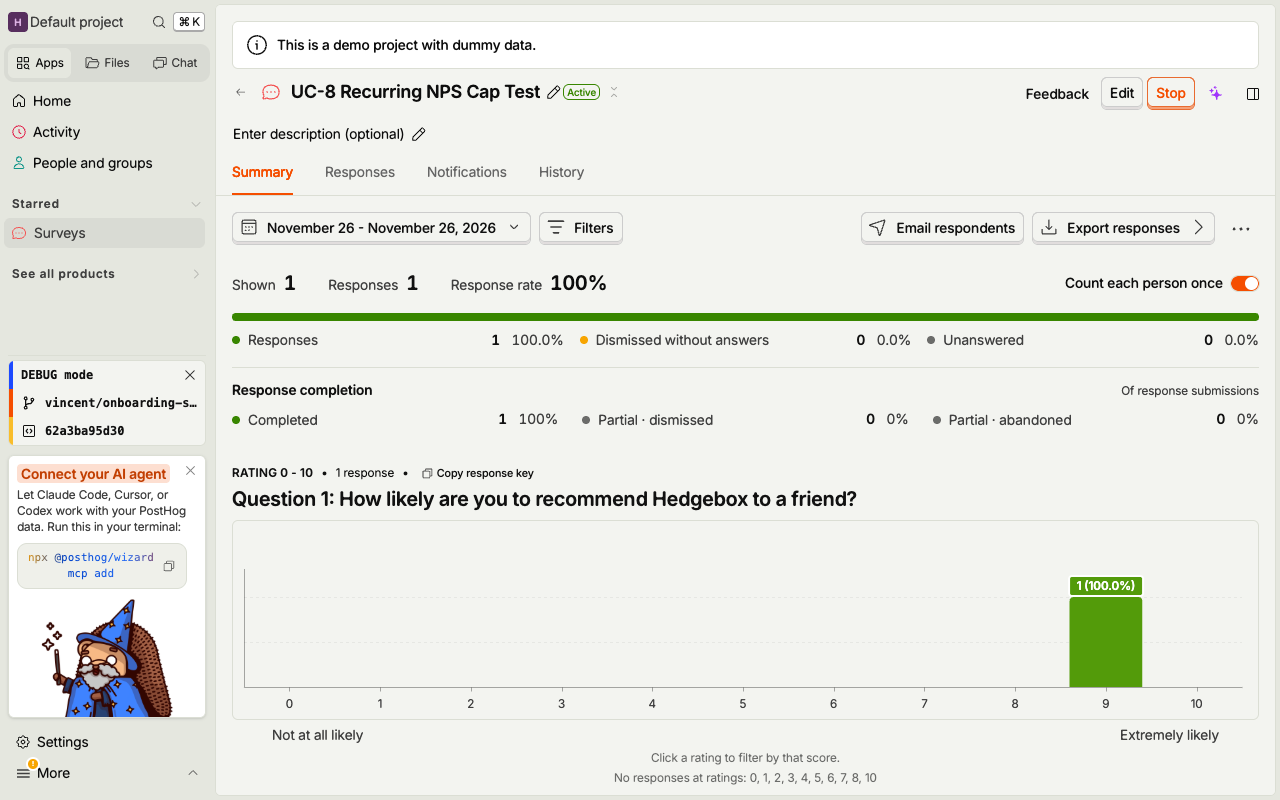 H Default project ⌘ K
Apps Files Chat
Home
Activity
People and groups
Starred
Surveys
See all products
DEBUG mode
vincent/onboarding-s…
62a3ba95d30
Connect your AI agent
Let Claude Code, Cursor, or
Codex work with your PostHog
data. Run this in your terminal:
npx @posthog/wizard
mcp add
Settings
More
This is a demo project with dummy data.
UC-8 Recurring NPS Cap Test Active
Feedback Edit Stop
Enter description (optional)
Summary Responses Notifications History
November 26 - November 26, 2026 Filters Email respondents Export responses
Shown 1 Responses 1 Response rate 100% Count each person once
Responses 1 100.0% Dismissed without answers 0 0.0% Unanswered 0 0.0%
Response completion Of response submissions
Completed 1 100% Partial · dismissed 0 0% Partial · abandoned 0 0%
RATING 0 - 10 • 1 response • Copy response key
Question 1: How likely are you to recommend Hedgebox to a friend?
1 (100.0%)
0 1 2 3 4 5 6 7 8 9 10
Not at all likely Extremely likely
Click a rating to filter by that score.
No responses at ratings: 0, 1, 2, 3, 4, 5, 6, 7, 8, 10